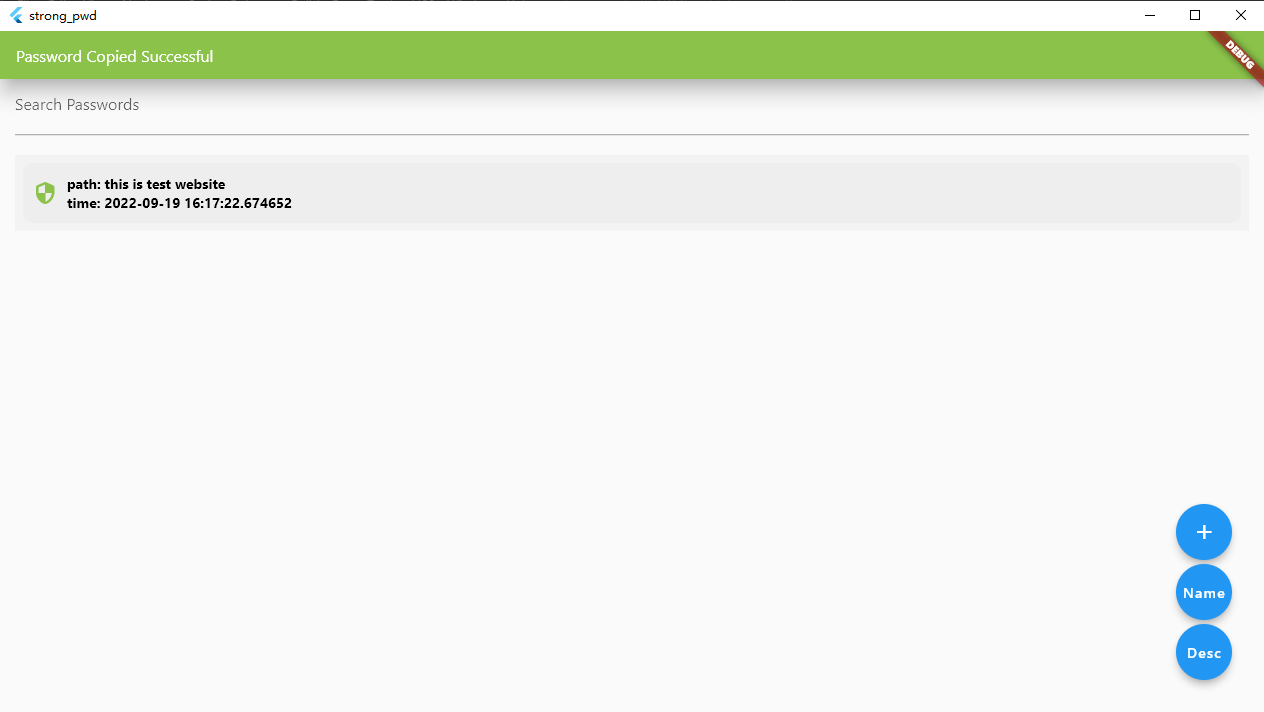 strong_pwd
Password Copied Successful
DEBUG
Search Passwords
path: this is test website
time: 2022-09-19 16:17:22.674652
Name
Desc